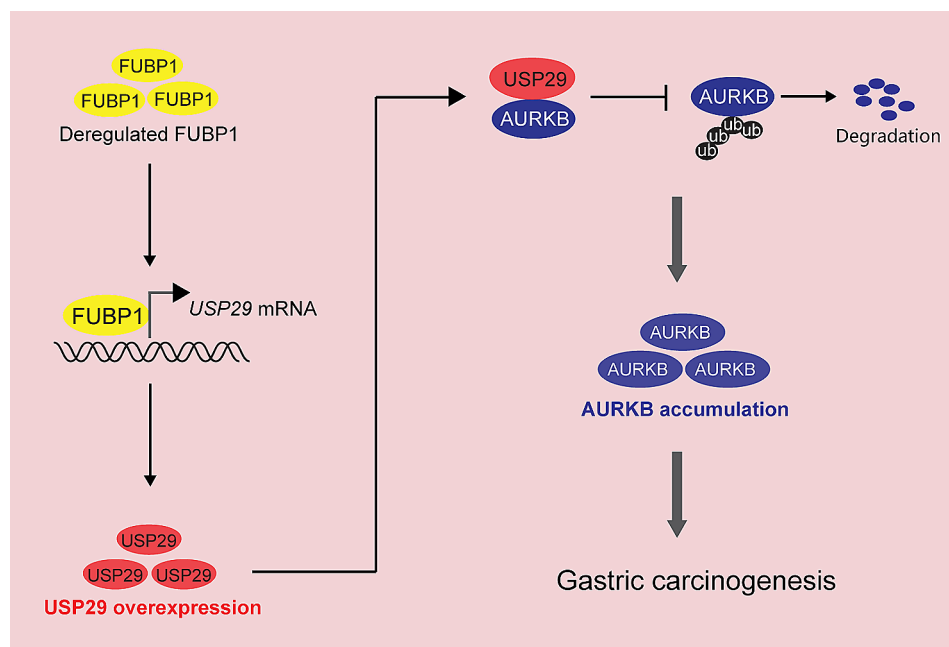 FUBP1
FUBP1 FUBP1
Deregulated FUBP1
FUBP1
USP29 mRNA
USP29
USP29 USP29
USP29 overexpression
USP29
AURKB
AURKB
ub
ub
ub
ub
Degradation
AURKB
AURKB AURKB
AURKB accumulation
Gastric carcinogenesis